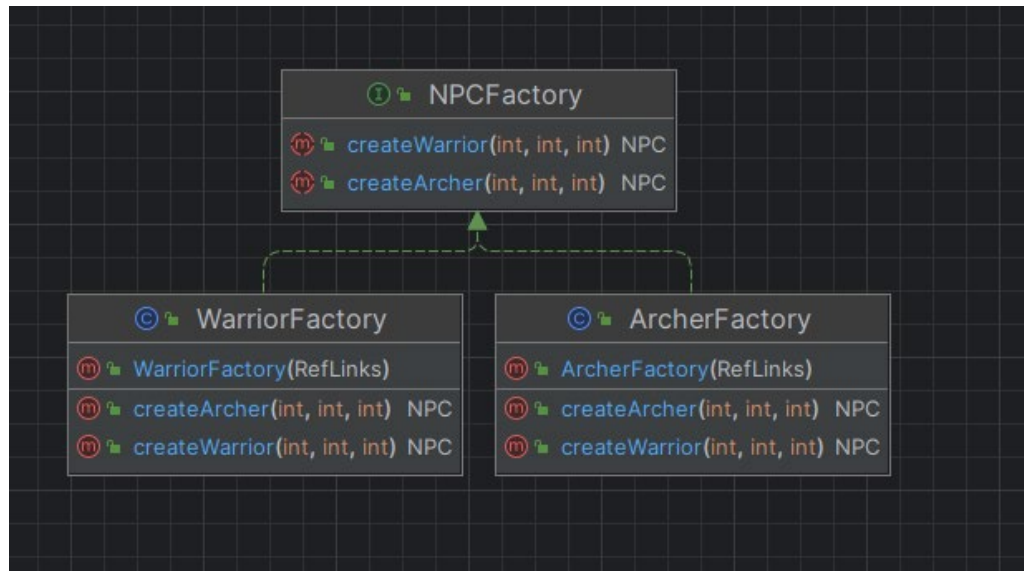 NPCFactory
createWarrior(int, int, int) NPC
createArcher(int, int, int) NPC
WarriorFactory
WarriorFactory(RefLinks)
createArcher(int, int, int) NPC
createWarrior(int, int, int) NPC
ArcherFactory
ArcherFactory(RefLinks)
createArcher(int, int, int) NPC
createWarrior(int, int, int) NPC